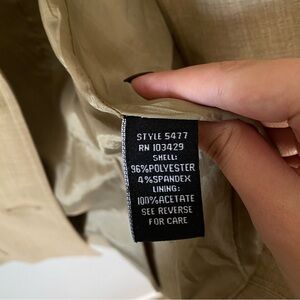 STYLE 5477
RN 103429
SHELL:
96%POLYESTER
4%SPANDEX
LINING:
100%ACETATE
SEE REVERSE
FOR CARE